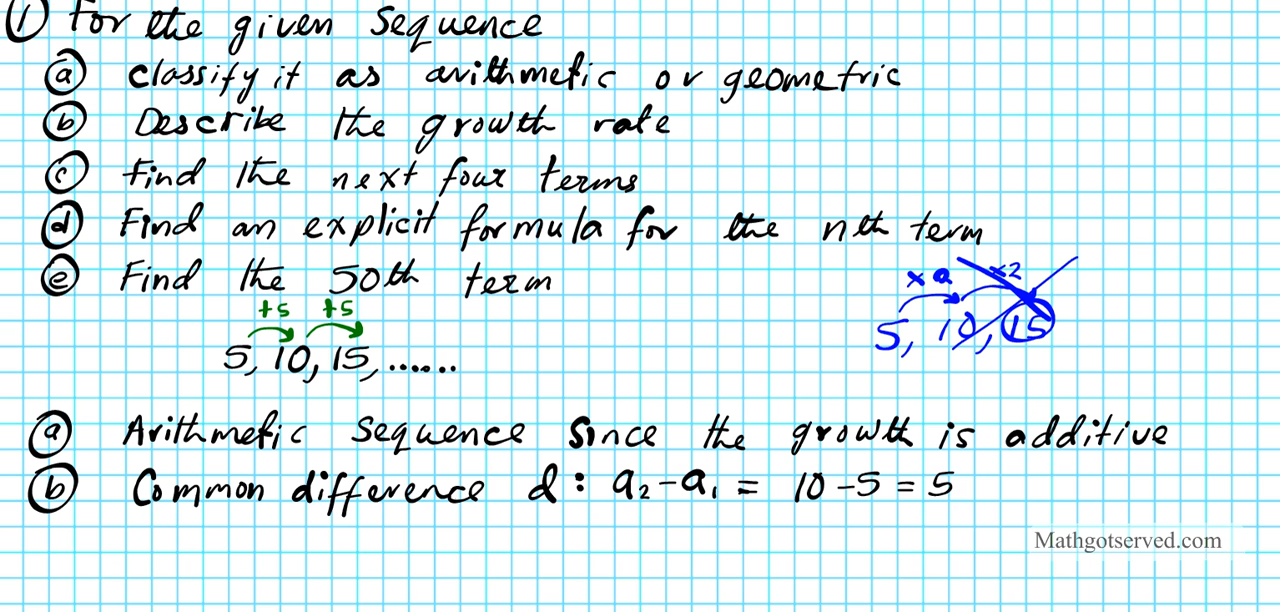 ① For the given sequence
ⓐ classify it as arithmetic or geometric
ⓑ Describe the growth rate
ⓒ Find the next four terms
ⓓ Find an explicit formula for the nth term
ⓔ Find the 50th term
+5 +5
5, 10, 15, ......
×2 ×2
5, 10, 15
ⓐ Arithmetic sequence since the growth is additive
ⓑ Common difference d: a₂-a₁ = 10-5 = 5
Mathgotserved.com